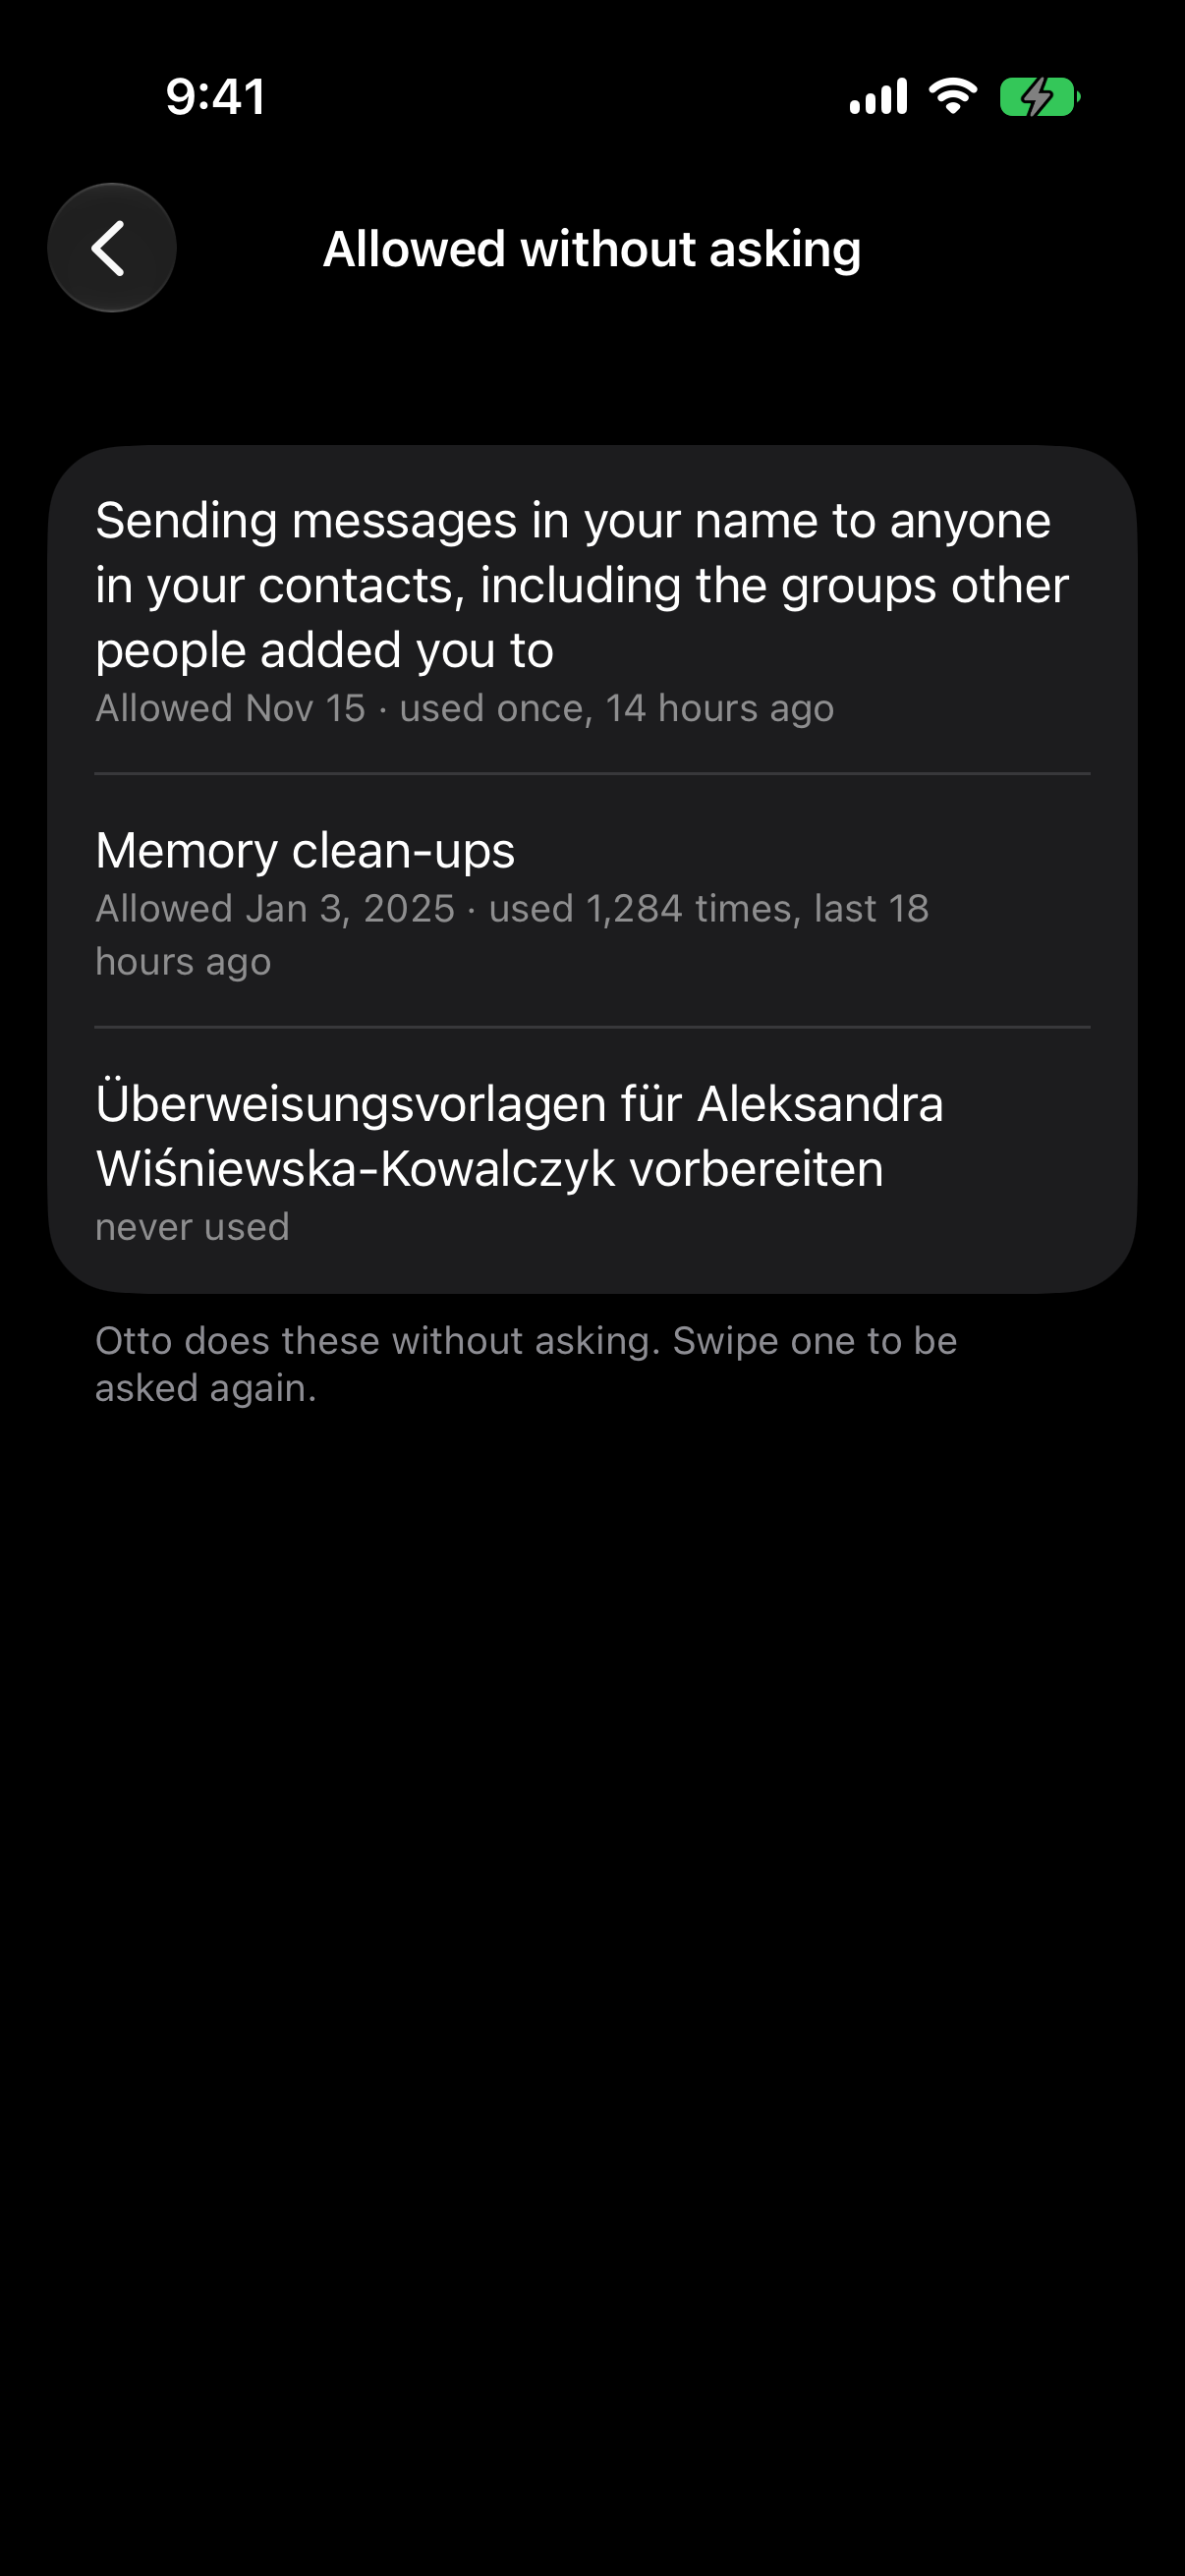 9:41
Allowed without asking
Sending messages in your name to anyone
in your contacts, including the groups other
people added you to
Allowed Nov 15 · used once, 14 hours ago
Memory clean-ups
Allowed Jan 3, 2025 · used 1,284 times, last 18
hours ago
Überweisungsvorlagen für Aleksandra
Wiśniewska-Kowalczyk vorbereiten
never used
Otto does these without asking. Swipe one to be
asked again.